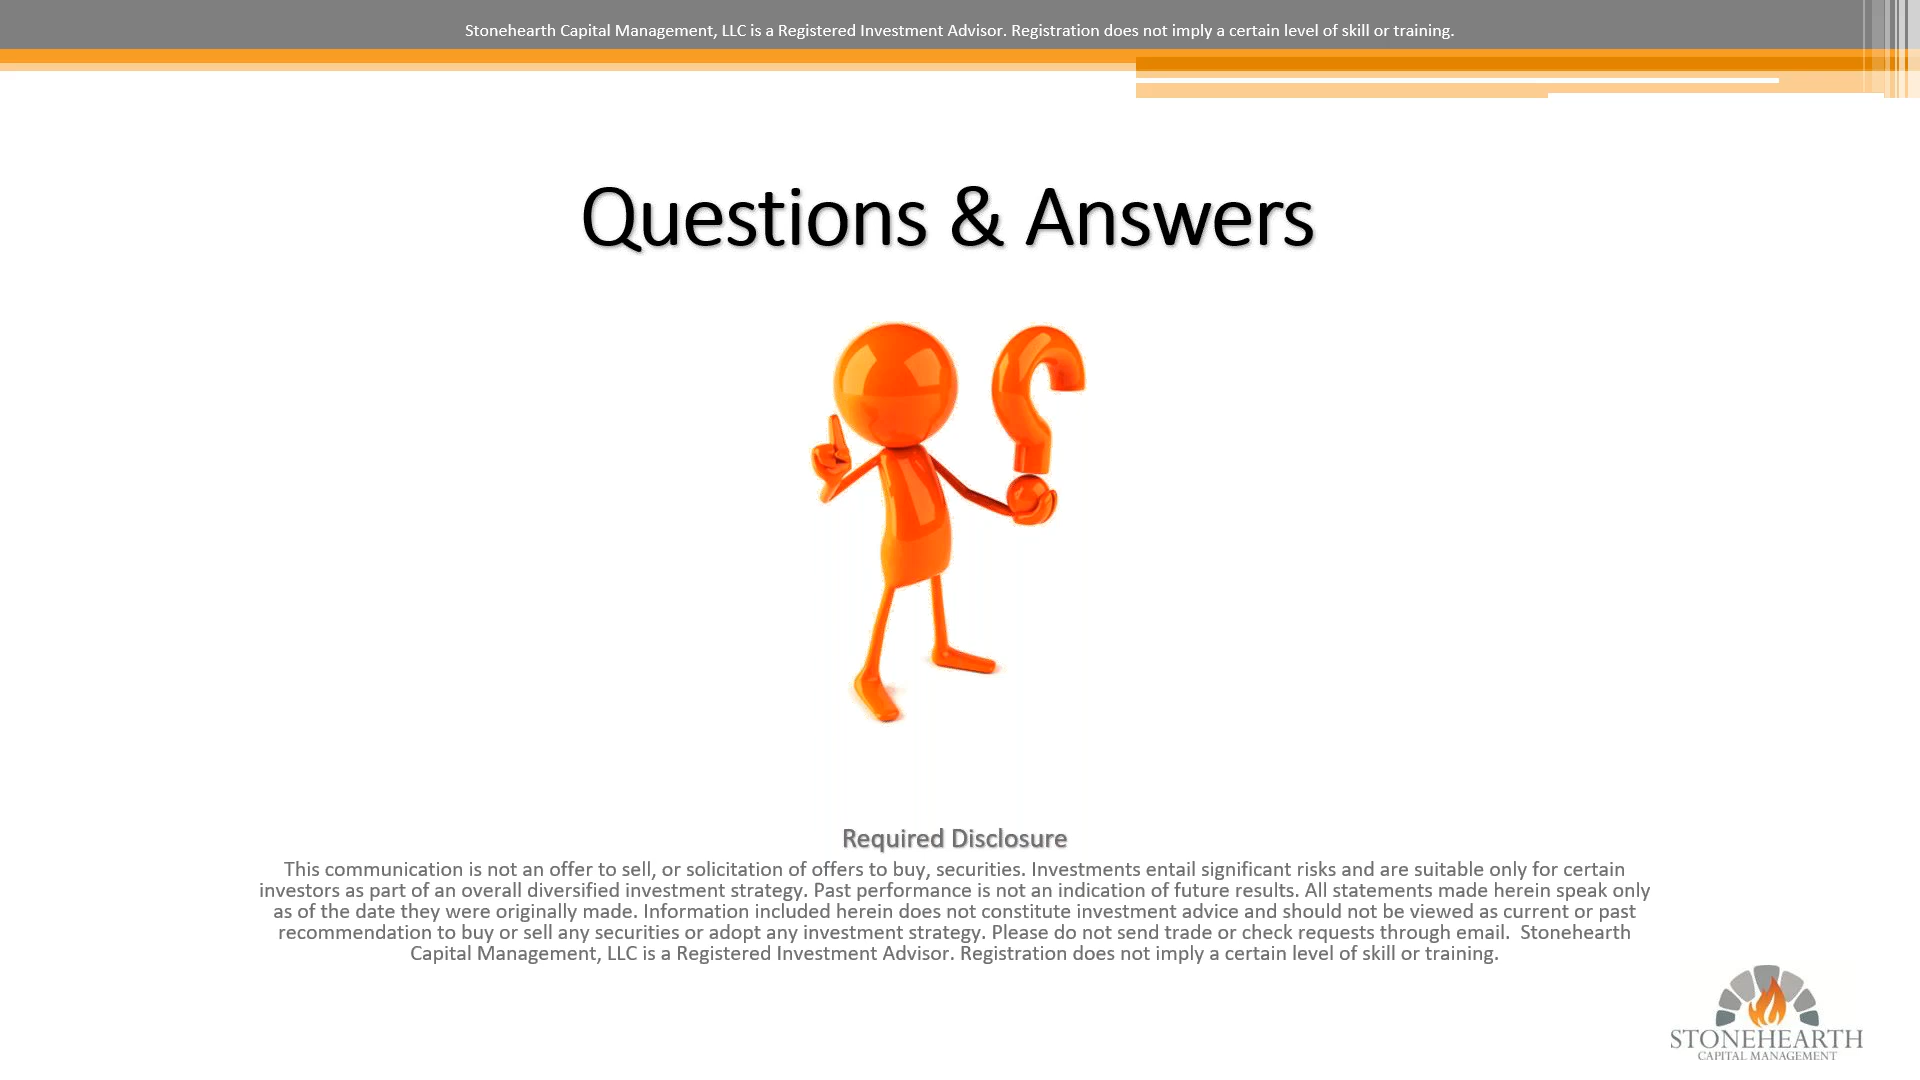 Stonehearth Capital Management, LLC is a Registered Investment Advisor. Registration does not imply a certain level of skill or training.
Questions & Answers
Required Disclosure
This communication is not an offer to sell, or solicitation of offers to buy, securities. Investments entail significant risks and are suitable only for certain
investors as part of an overall diversified investment strategy. Past performance is not an indication of future results. All statements made herein speak only
as of the date they were originally made. Information included herein does not constitute investment advice and should not be viewed as current or past
recommendation to buy or sell any securities or adopt any investment strategy. Please do not send trade or check requests through email.  Stonehearth
Capital Management, LLC is a Registered Investment Advisor. Registration does not imply a certain level of skill or training.
STONEHEARTH
CAPITAL MANAGEMENT